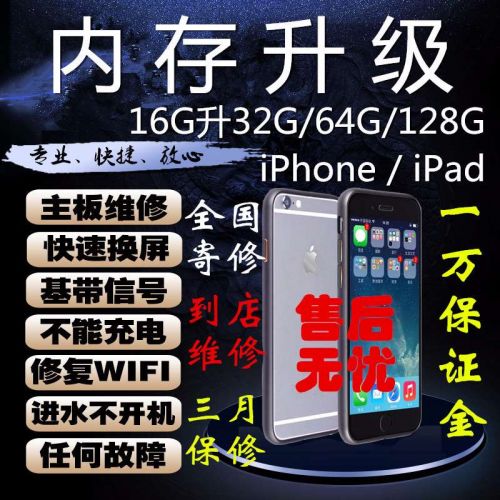 内存升级
16G升32G/64G/128G
专业、快捷、放心
iPhone / iPad
主板维修
快速换屏
基带信号
不能充电
修复WIFI
进水不开机
任何故障
全国
寄修
到店
维修
三月
保修
售后
无忧
一万保证金